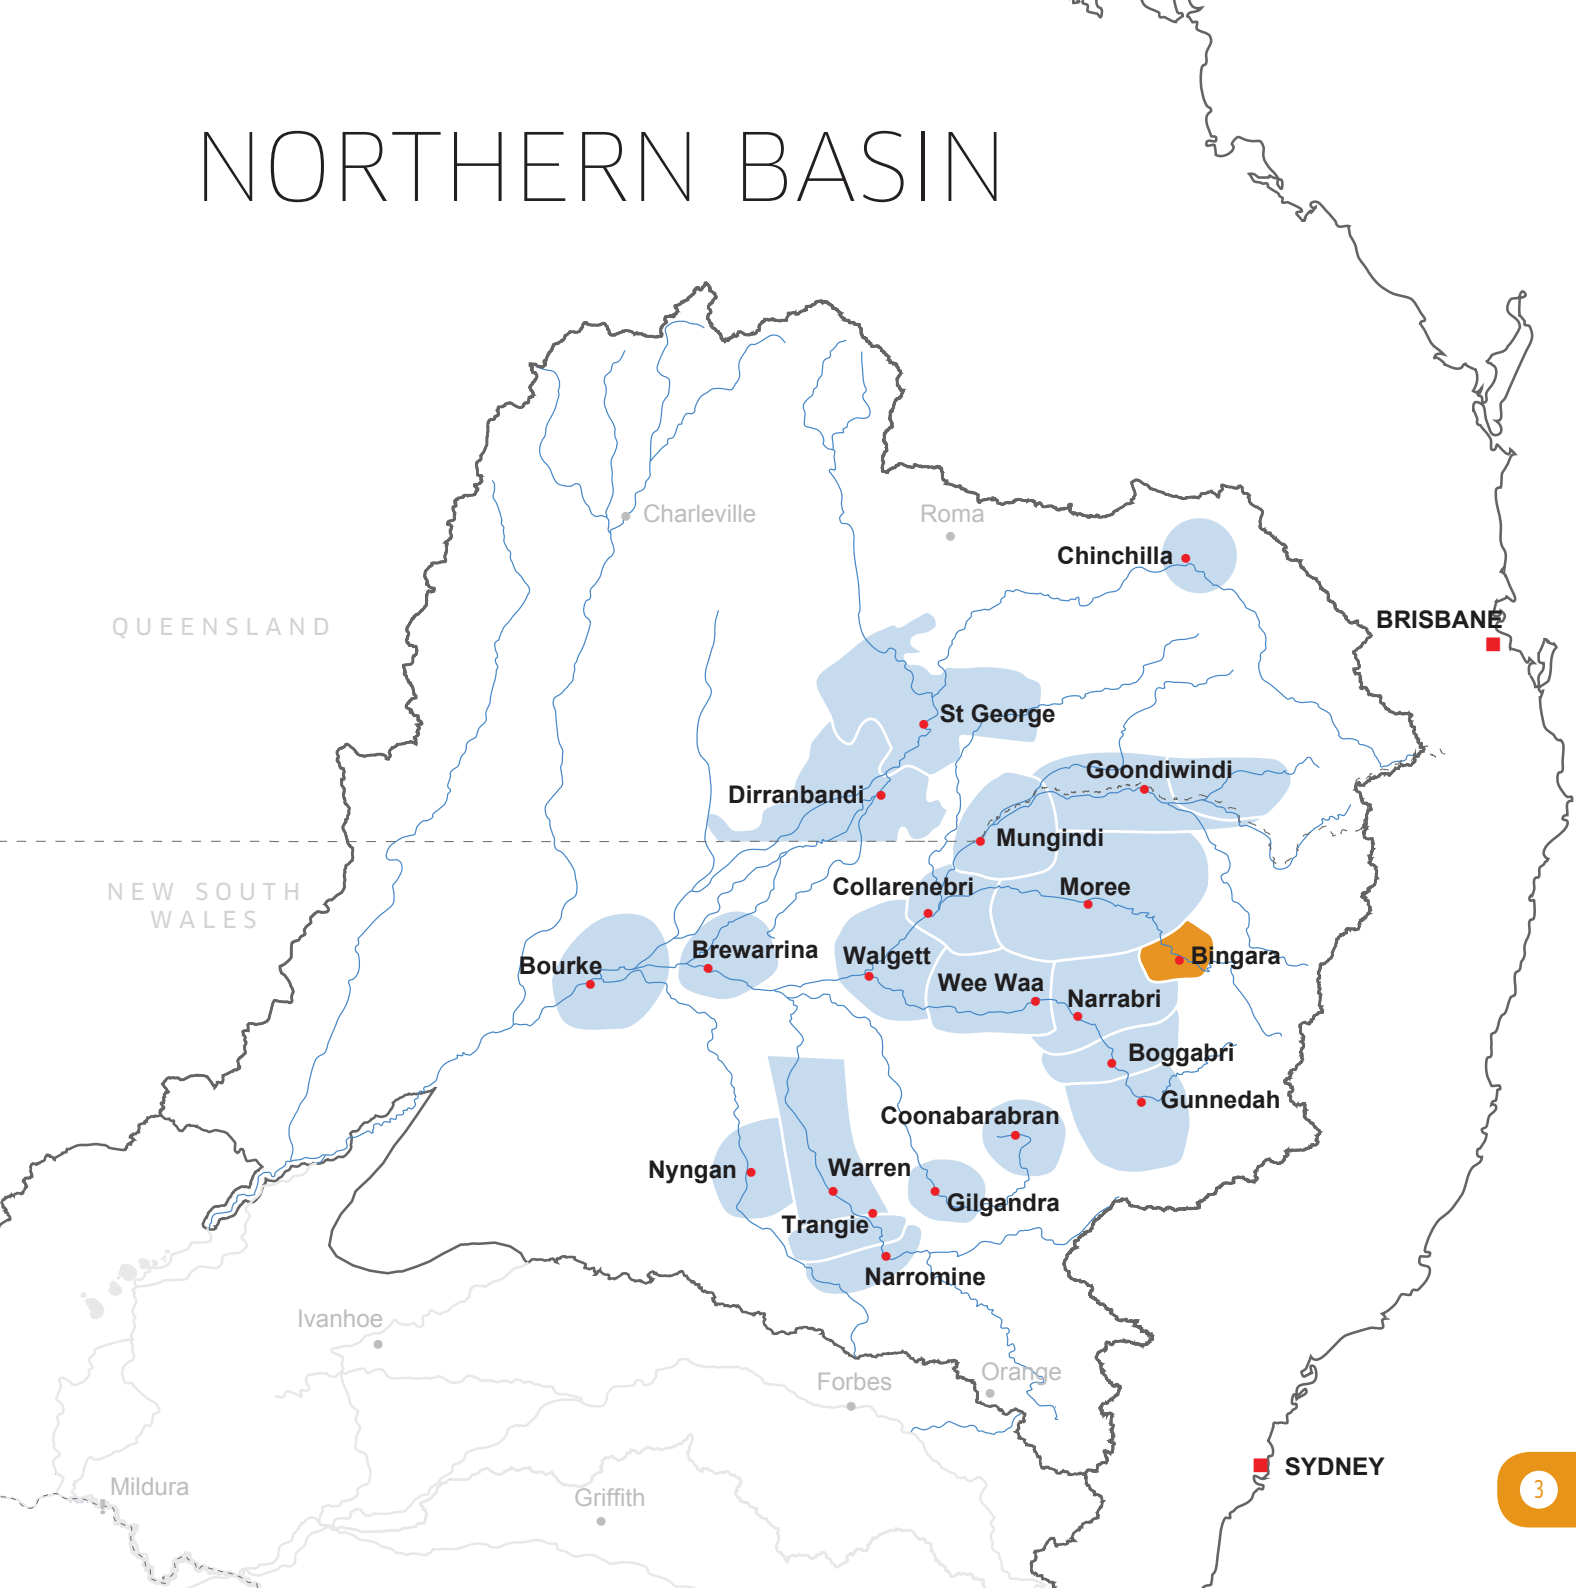 NORTHERN BASIN
Charleville
Roma
Chinchilla
QUEENSLAND
BRISBANE
St George
Goondiwindi
Dirranbandi
Mungindi
NEW SOUTH
WALES
Collarenebri
Moree
Bourke
Brewarrina
Walgett
Bingara
Wee Waa
Narrabri
Boggabri
Gunnedah
Coonabarabran
Nyngan
Warren
Gilgandra
Trangie
Narromine
Ivanhoe
Forbes
Orange
SYDNEY
Mildura
Griffith
3